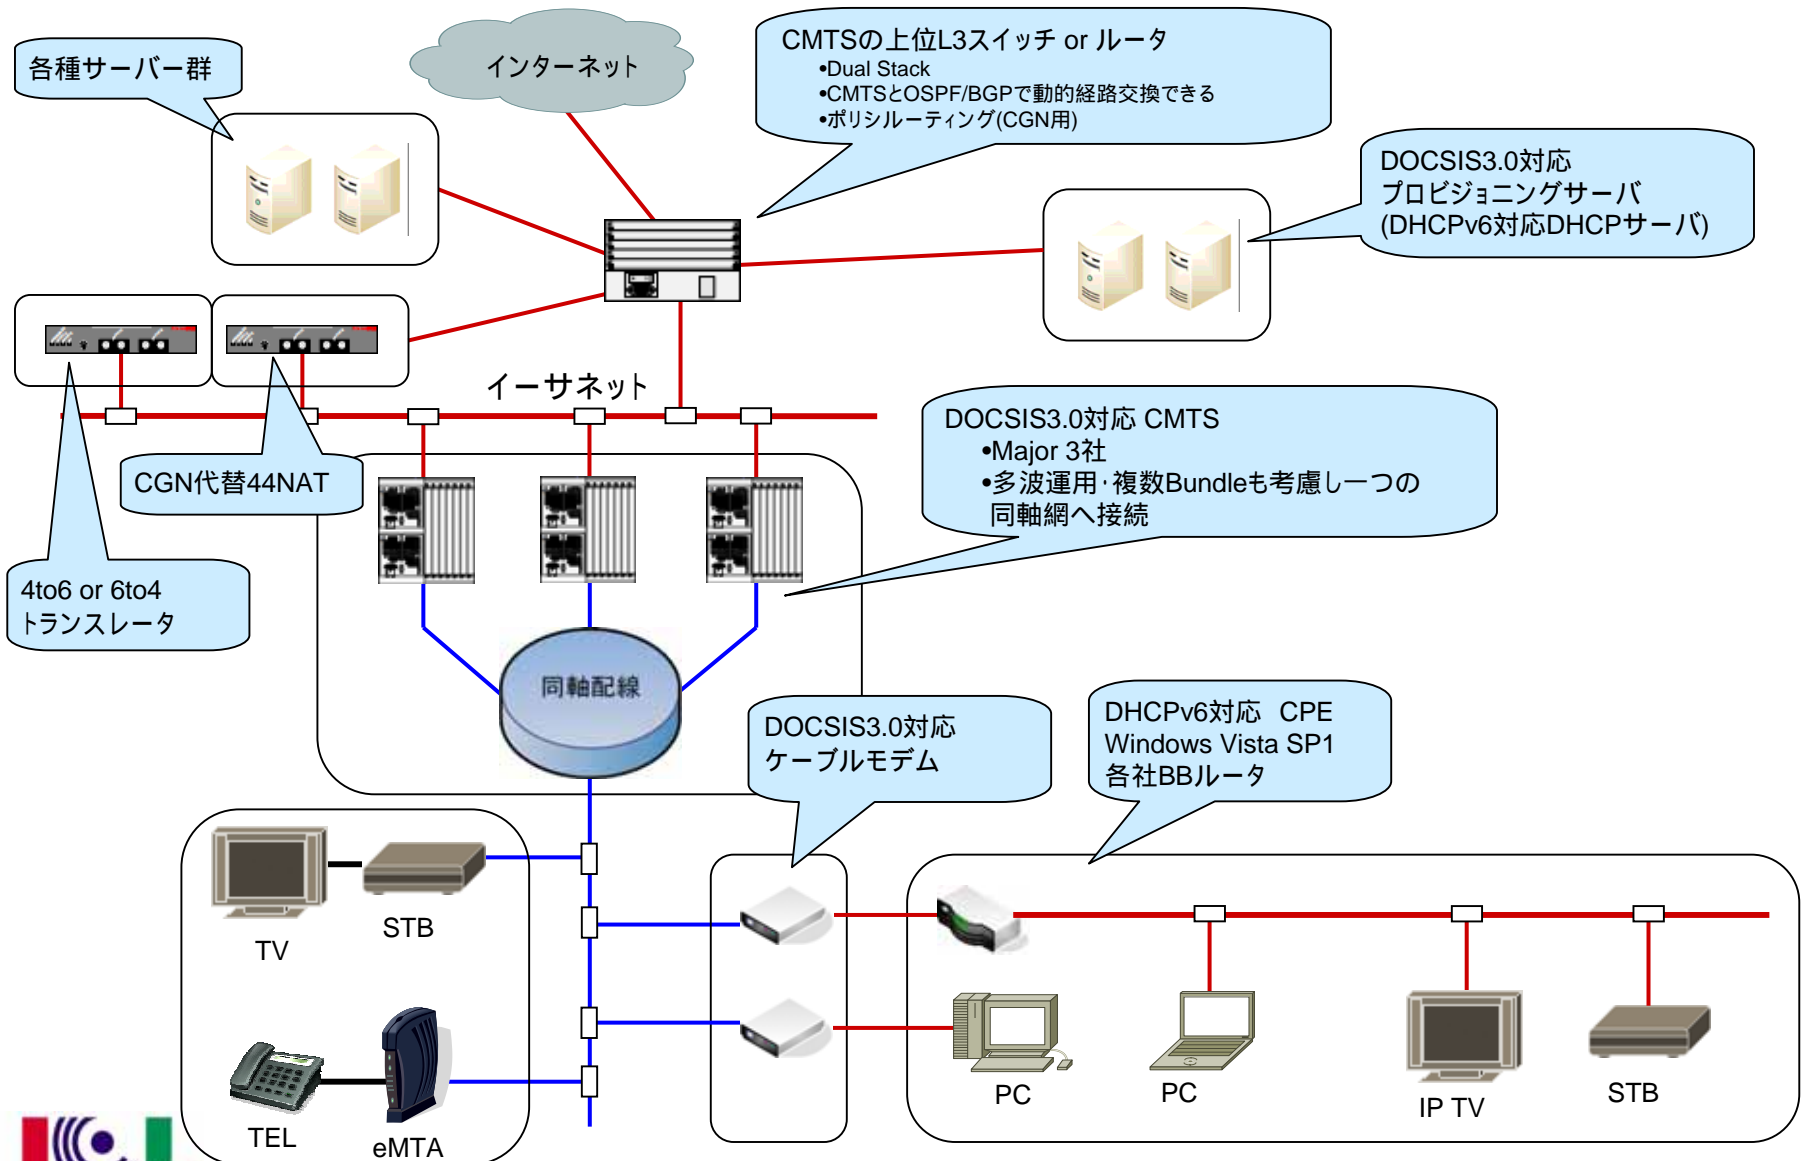 各種サーバー群
インターネット
CMTSの上位L3スイッチ or ルータ
•Dual Stack
•CMTSとOSPF/BGPで動的経路交換できる
•ポリシルーティング(CGN用)
DOCSIS3.0対応
プロビジョニングサーバ
(DHCPv6対応DHCPサーバ)
イーサネット
DOCSIS3.0対応 CMTS
•Major 3社
•多波運用･複数Bundleも考慮し一つの
同軸網へ接続
CGN代替44NAT
4to6 or 6to4
トランスレータ
同軸配線
DOCSIS3.0対応
ケーブルモデム
DHCPv6対応　CPE
Windows Vista SP1
各社BBルータ
TV
STB
TEL
eMTA
PC
PC
IP TV
STB